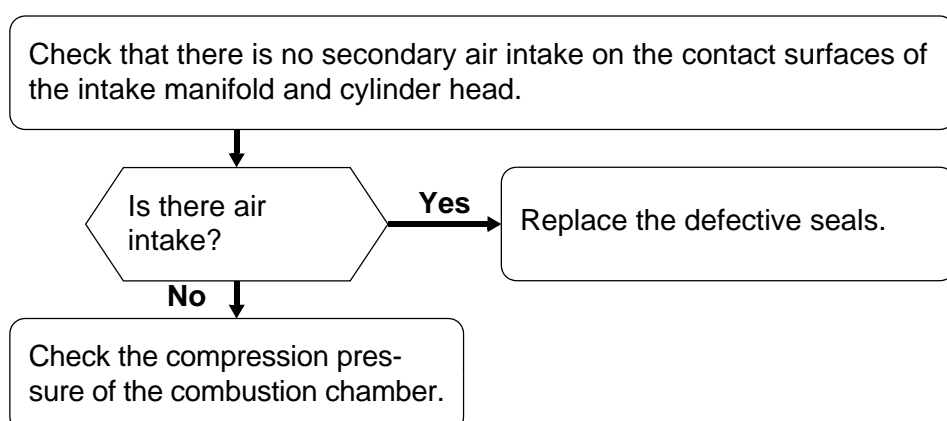 Check that there is no secondary air intake on the contact surfaces of
the intake manifold and cylinder head.
Is there air
intake?
Yes
Replace the defective seals.
No
Check the compression pres-
sure of the combustion chamber.